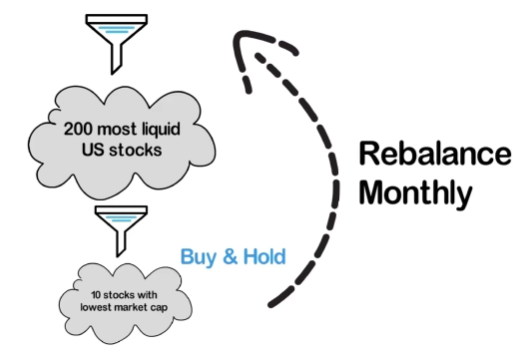 200 most liquid
US stocks
Rebalance
Monthly
Buy & Hold
10 stocks with
lowest market cap